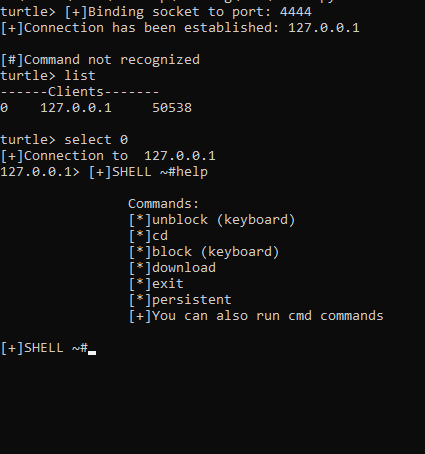 turtle> [+]Binding socket to port: 4444
[+]Connection has been established: 127.0.0.1
[#]Command not recognized
turtle> list
------Clients-------
0    127.0.0.1     50538
turtle> select 0
[+]Connection to  127.0.0.1
127.0.0.1> [+]SHELL ~#help
Commands:
[*]unblock (keyboard)
[*]cd
[*]block (keyboard)
[*]download
[*]exit
[*]persistent
[+]You can also run cmd commands
[+]SHELL ~#